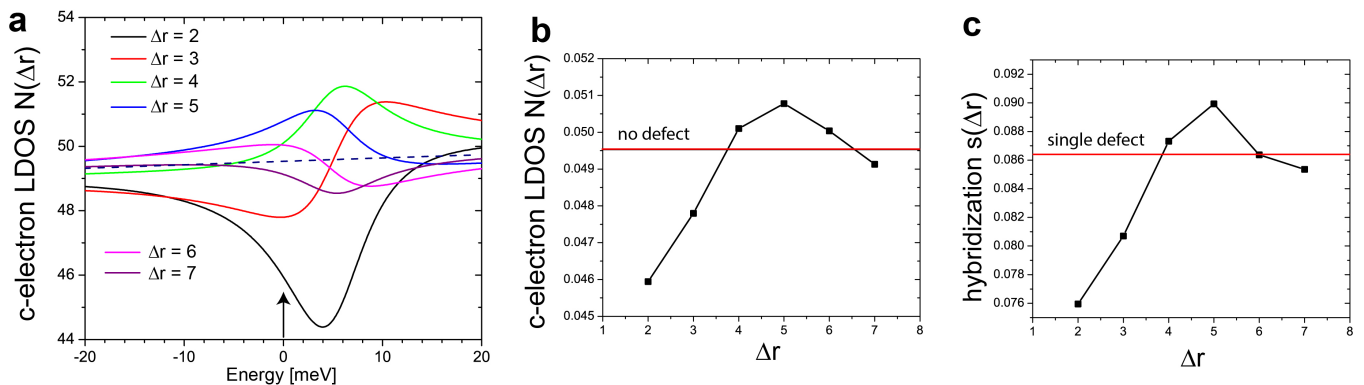 a
c-electron LDOS N(Δr)
54
52
50
48
46
44
Δr = 2
Δr = 3
Δr = 4
Δr = 5
Δr = 6
Δr = 7
-20 -10 0 10 20
Energy [meV]
b
c-electron LDOS N(Δr)
0.052
0.051
0.050
0.049
0.048
0.047
0.046
0.045
no defect
1 2 3 4 5 6 7 8
Δr
c
hybridization s(Δr)
0.092
0.090
0.088
0.086
0.084
0.082
0.080
0.078
0.076
single defect
1 2 3 4 5 6 7 8
Δr